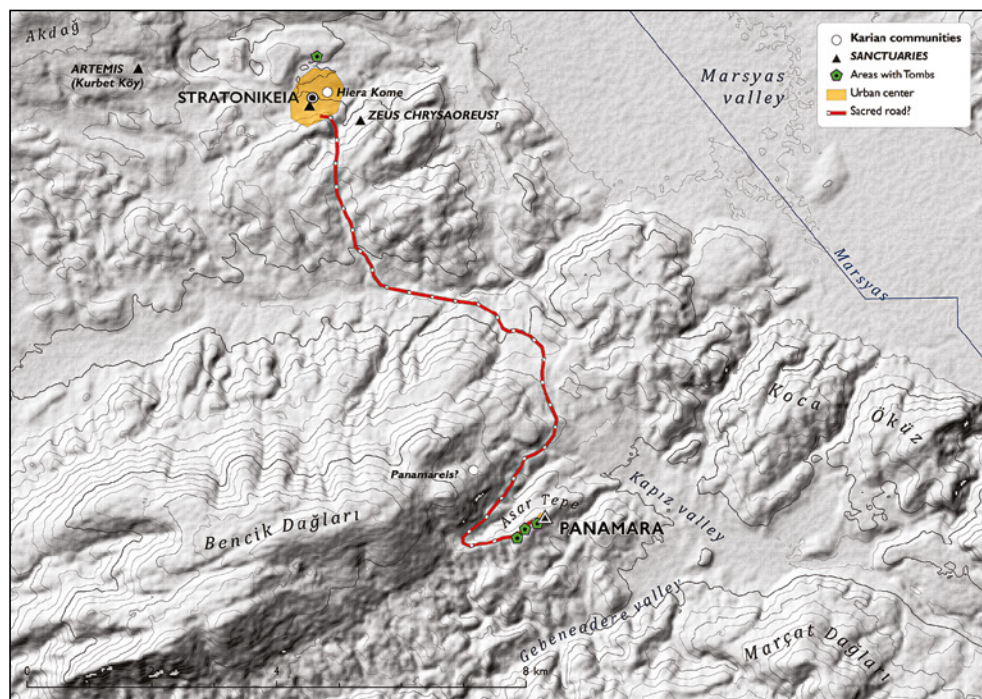 Akdağ
ARTEMIS
(Kurbet Köy)
STRATONIKEIA
Hiera Kome
ZEUS CHRYSAOREUS?
Marsyas
valley
Karian communities
SANCTUARIES
Areas with Tombs
Urban center
Sacred road?
Marsyas
Koca
Öküz
Panamareis?
Bencik Dağları
Asar Tepe
PANAMARA
Kapız valley
Gebeneadere valley
Marçat Dağları
0
4
8 km